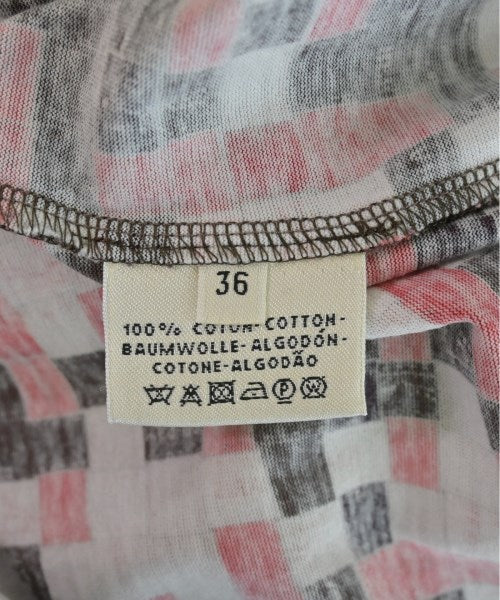 36
100% COTON-COTTON-
BAUMWOLLE-ALGODÓN-
COTONE-ALGODÃO
P W